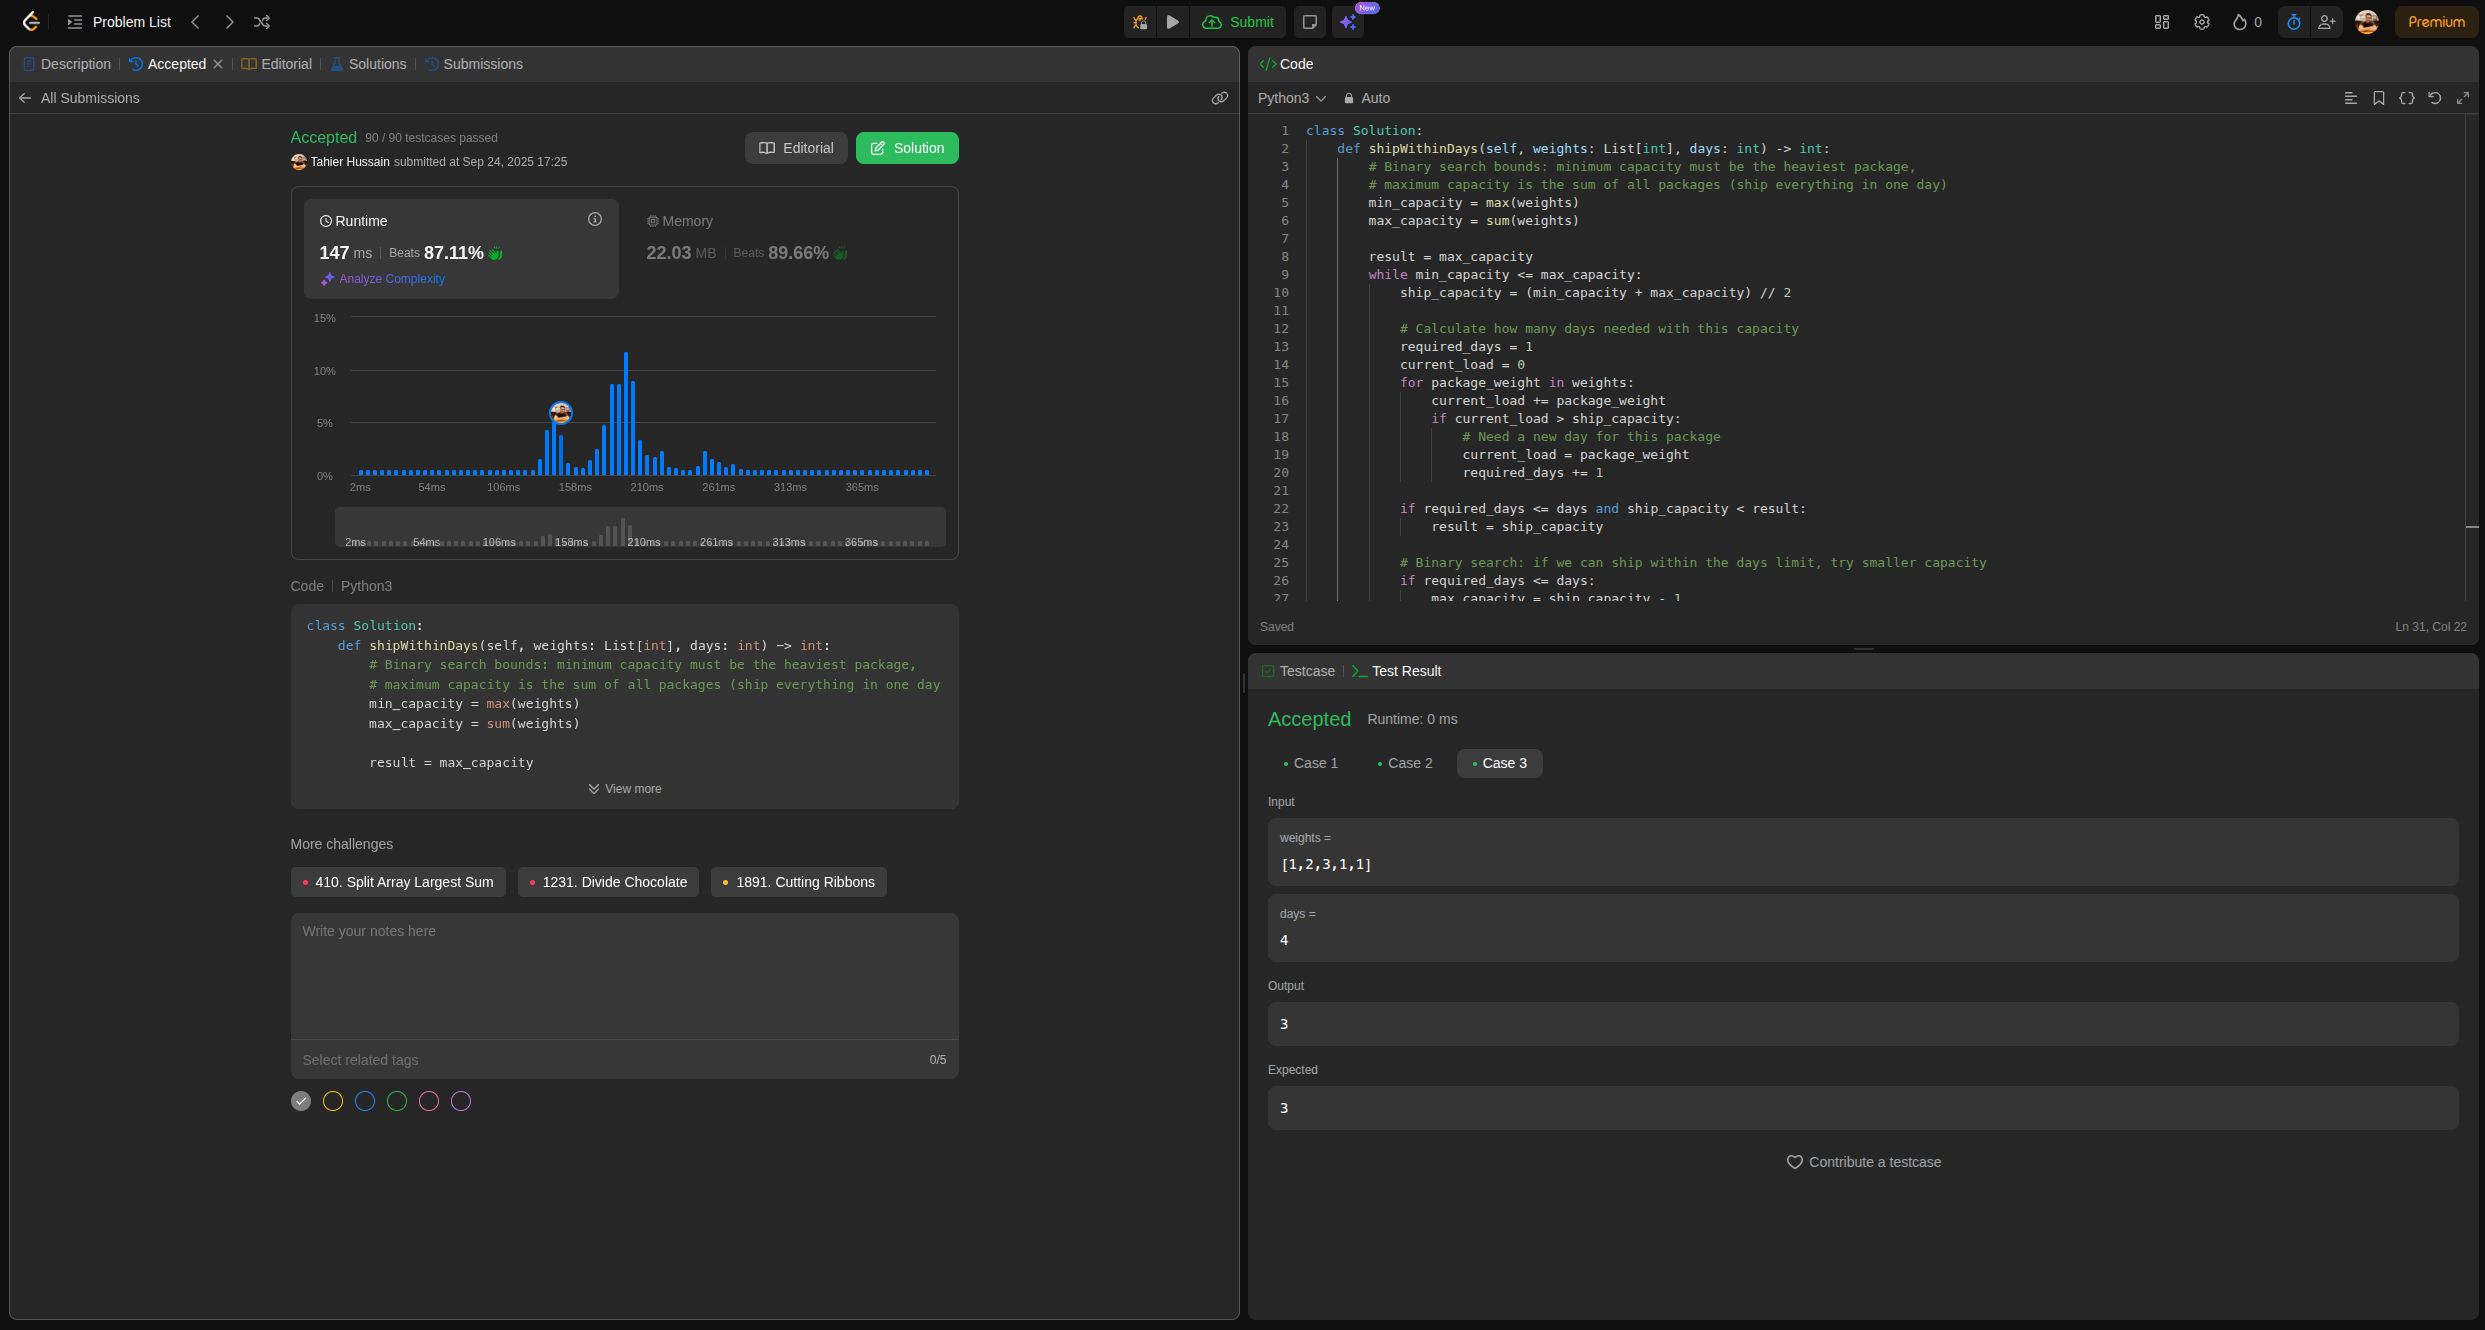 Problem List
Submit
New
0
Premium
Description
Accepted
Editorial
Solutions
Submissions
All Submissions
Accepted 90 / 90 testcases passed
Tahier Hussain submitted at Sep 24, 2025 17:25
Editorial
Solution
Runtime
147 ms Beats 87.11%
Analyze Complexity
Memory
22.03 MB Beats 89.66%
15%
10%
5%
0%
2ms 54ms 106ms 158ms 210ms 261ms 313ms 365ms
2ms 54ms 106ms 158ms 210ms 261ms 313ms 365ms
Code Python3
class Solution:
    def shipWithinDays(self, weights: List[int], days: int) -> int:
        # Binary search bounds: minimum capacity must be the heaviest package,
        # maximum capacity is the sum of all packages (ship everything in one day
        min_capacity = max(weights)
        max_capacity = sum(weights)
        result = max_capacity
View more
More challenges
410. Split Array Largest Sum
1231. Divide Chocolate
1891. Cutting Ribbons
Write your notes here
Select related tags
0/5
Code
Python3
Auto
1 class Solution:
2     def shipWithinDays(self, weights: List[int], days: int) -> int:
3         # Binary search bounds: minimum capacity must be the heaviest package,
4         # maximum capacity is the sum of all packages (ship everything in one day)
5         min_capacity = max(weights)
6         max_capacity = sum(weights)
7
8         result = max_capacity
9         while min_capacity <= max_capacity:
10             ship_capacity = (min_capacity + max_capacity) // 2
11
12             # Calculate how many days needed with this capacity
13             required_days = 1
14             current_load = 0
15             for package_weight in weights:
16                 current_load += package_weight
17                 if current_load > ship_capacity:
18                     # Need a new day for this package
19                     current_load = package_weight
20                     required_days += 1
21
22             if required_days <= days and ship_capacity < result:
23                 result = ship_capacity
24
25             # Binary search: if we can ship within the days limit, try smaller capacity
26             if required_days <= days:
27                 max_capacity = ship_capacity - 1
Saved
Ln 31, Col 22
Testcase
Test Result
Accepted Runtime: 0 ms
Case 1
Case 2
Case 3
Input
weights =
[1,2,3,1,1]
days =
4
Output
3
Expected
3
Contribute a testcase